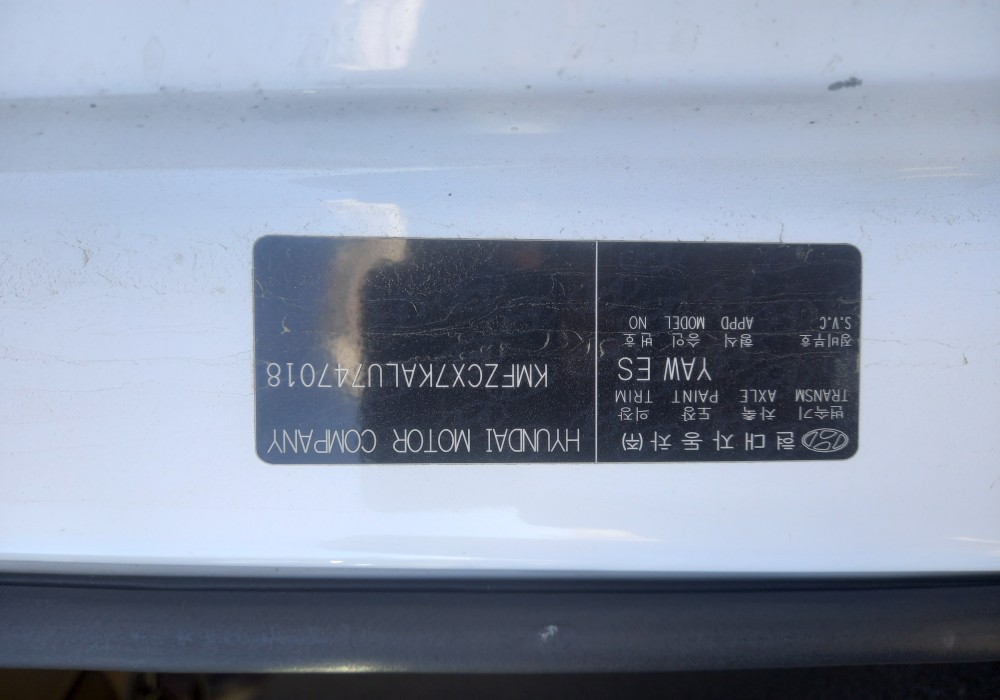 현대자동차(주) HYUNDAI MOTOR COMPANY
변속기 차축 도장 의장
TRANSM AXLE PAINT TRIM
YAW ES KMFZCX7KALU747018
정비부호 형식 승인 번호
S.V.C APPD MODEL NO